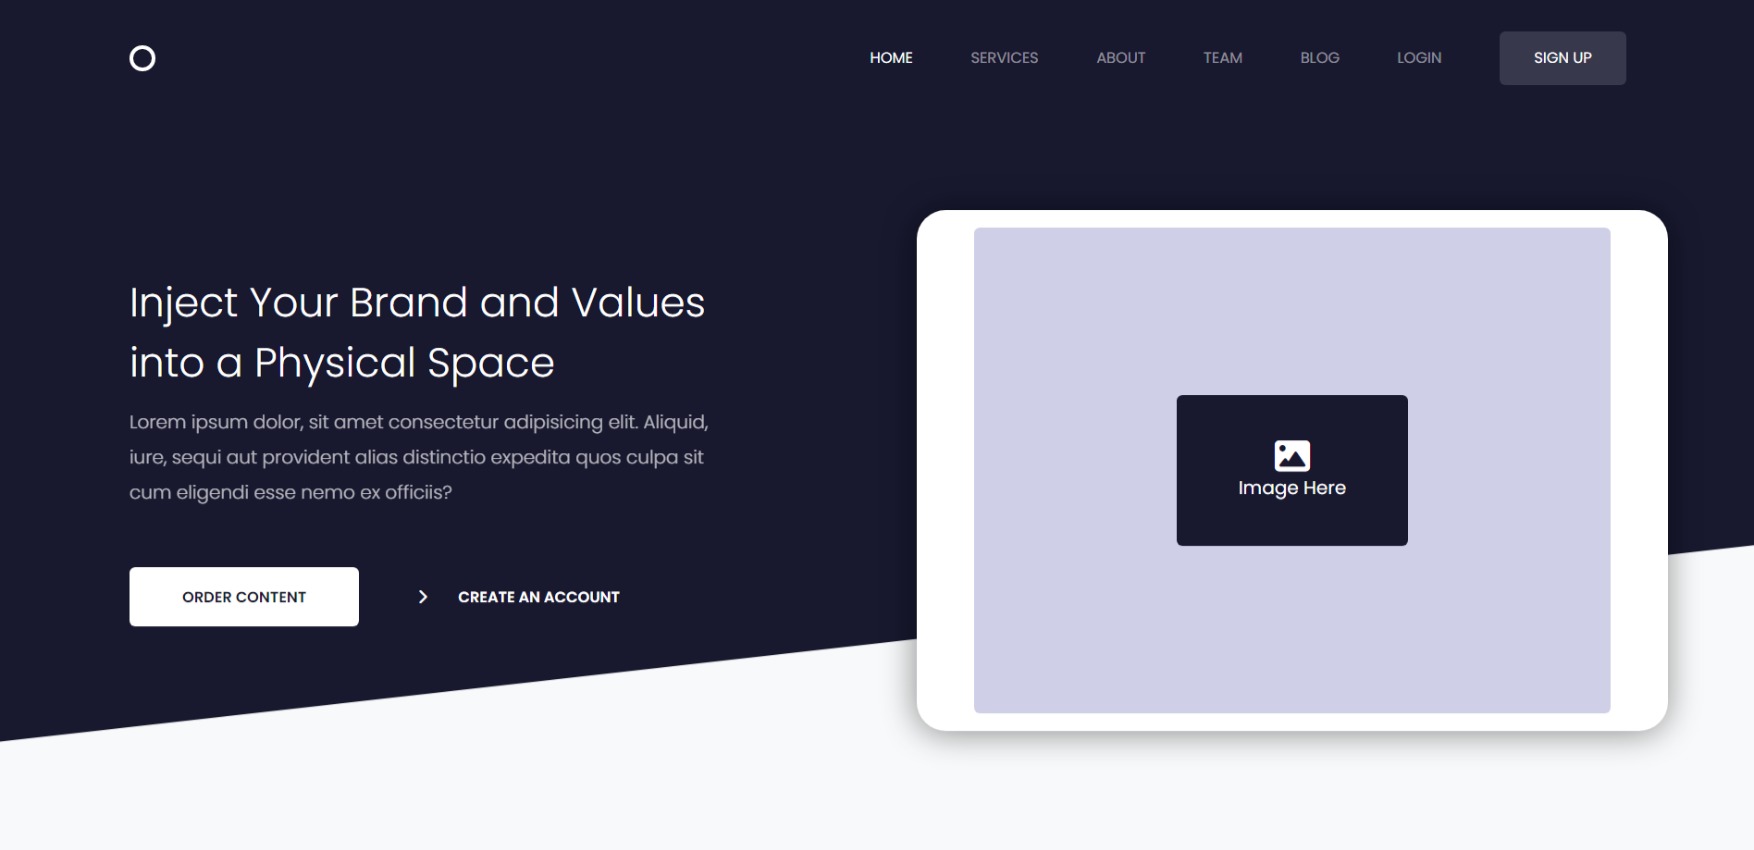 HOME SERVICES ABOUT TEAM BLOG LOGIN SIGN UP
Inject Your Brand and Values
into a Physical Space
Lorem ipsum dolor, sit amet consectetur adipisicing elit. Aliquid,
iure, sequi aut provident alias distinctio expedita quos culpa sit
cum eligendi esse nemo ex officiis?
ORDER CONTENT
CREATE AN ACCOUNT
Image Here